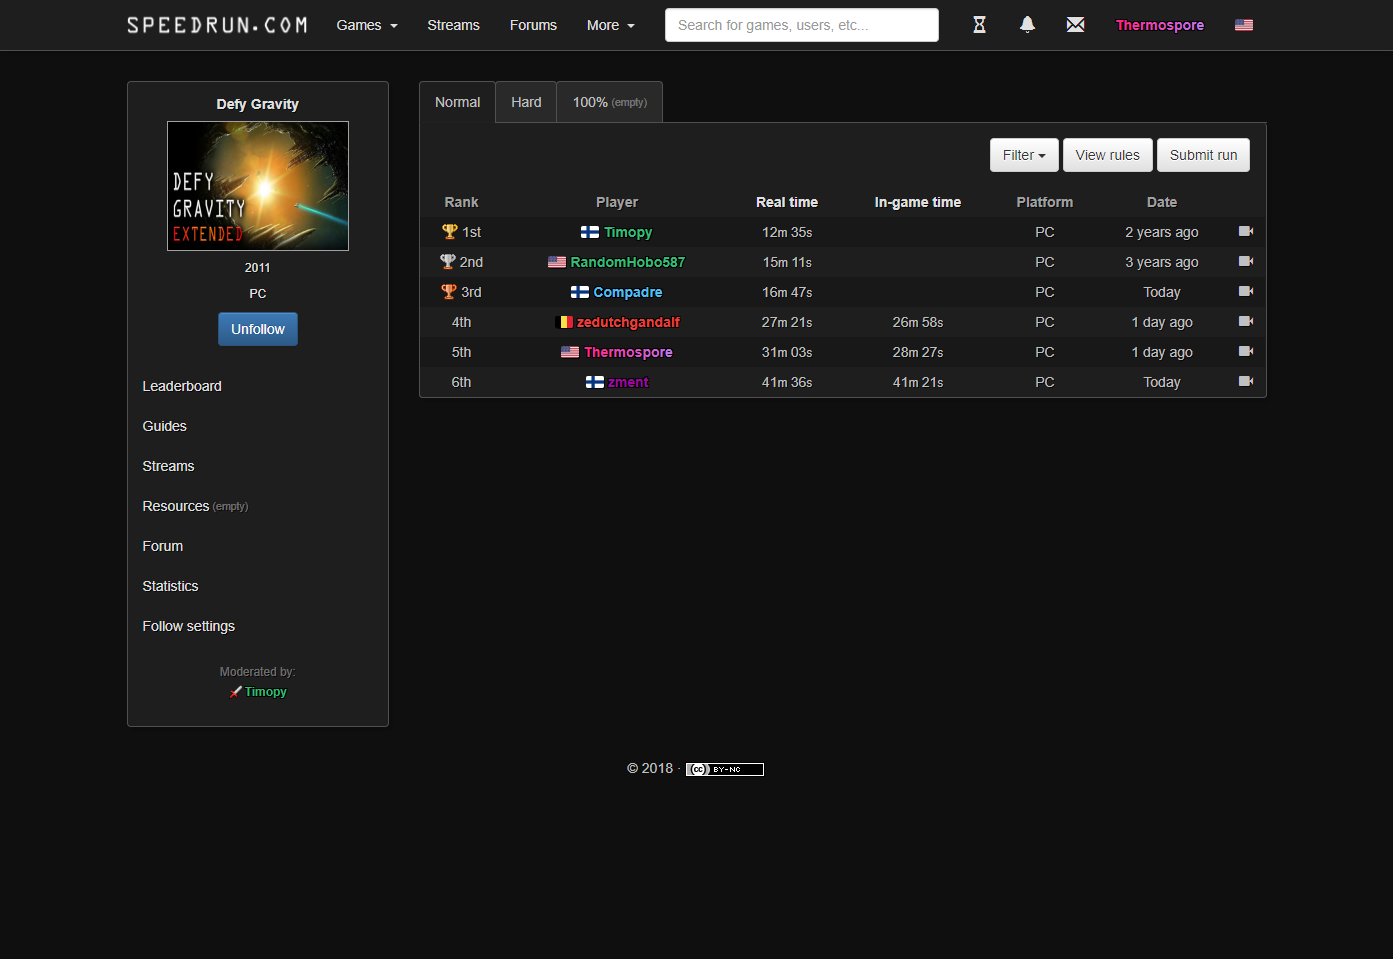 SPEEDRUN.COM Games Streams Forums More Search for games, users, etc... Thermospore
Defy Gravity
DEFY
GRAVITY
EXTENDED
2011
PC
Unfollow
Leaderboard
Guides
Streams
Resources (empty)
Forum
Statistics
Follow settings
Moderated by:
Timopy
Normal Hard 100% (empty)
Filter View rules Submit run
Rank Player Real time In-game time Platform Date
1st Timopy 12m 35s PC 2 years ago
2nd RandomHobo587 15m 11s PC 3 years ago
3rd Compadre 16m 47s PC Today
4th zedutchgandalf 27m 21s 26m 58s PC 1 day ago
5th Thermospore 31m 03s 28m 27s PC 1 day ago
6th zment 41m 36s 41m 21s PC Today
© 2018 · (cc) BY-NC